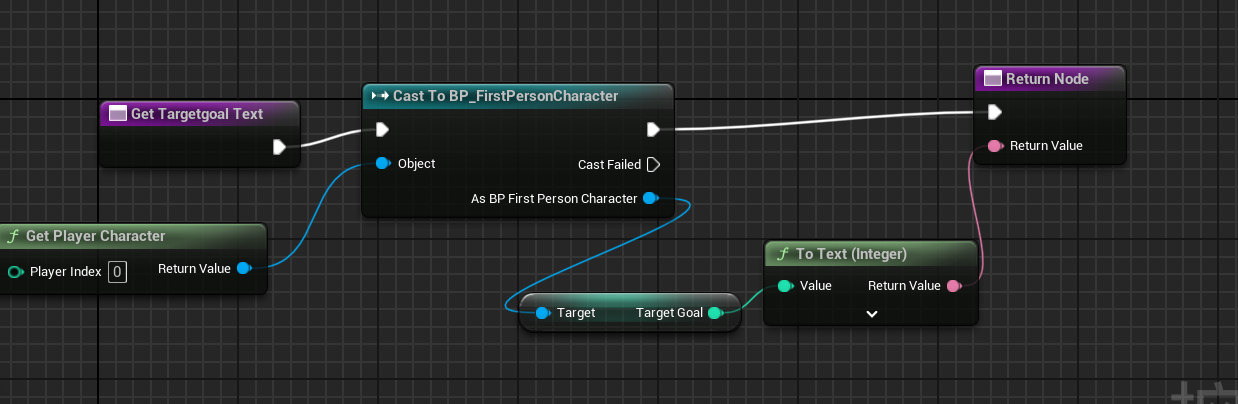 Return Node
Cast To BP_FirstPersonCharacter
Get Targetgoal Text
Return Value
Object
Cast Failed
As BP First Person Character
Get Player Character
Player Index 0 Return Value
To Text (Integer)
Value Return Value
Target Target Goal